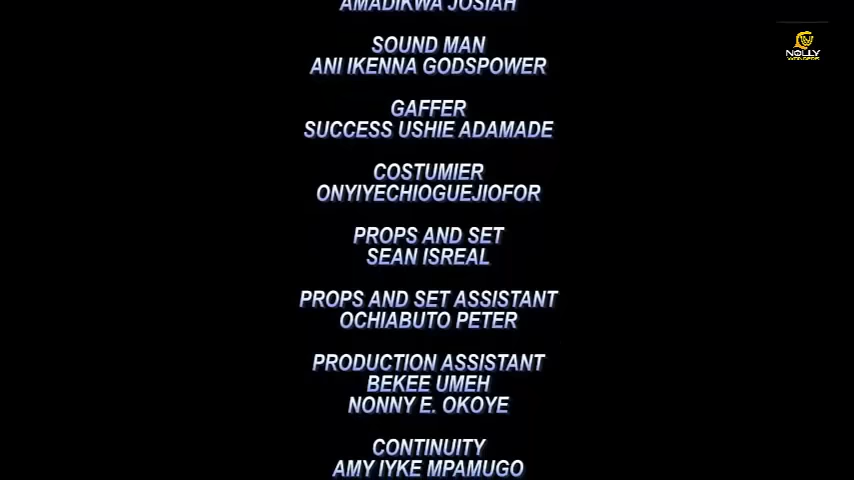 AMADIKWA JOSIAH
SOUND MAN
ANI IKENNA GODSPOWER
GAFFER
SUCCESS USHIE ADAMADE
COSTUMIER
ONYIYECHIOGUEJIOFOR
PROPS AND SET
SEAN ISREAL
PROPS AND SET ASSISTANT
OCHIABUTO PETER
PRODUCTION ASSISTANT
BEKEE UMEH
NONNY E. OKOYE
CONTINUITY
AMY IYKE MPAMUGO
NOLLY
WONDERS